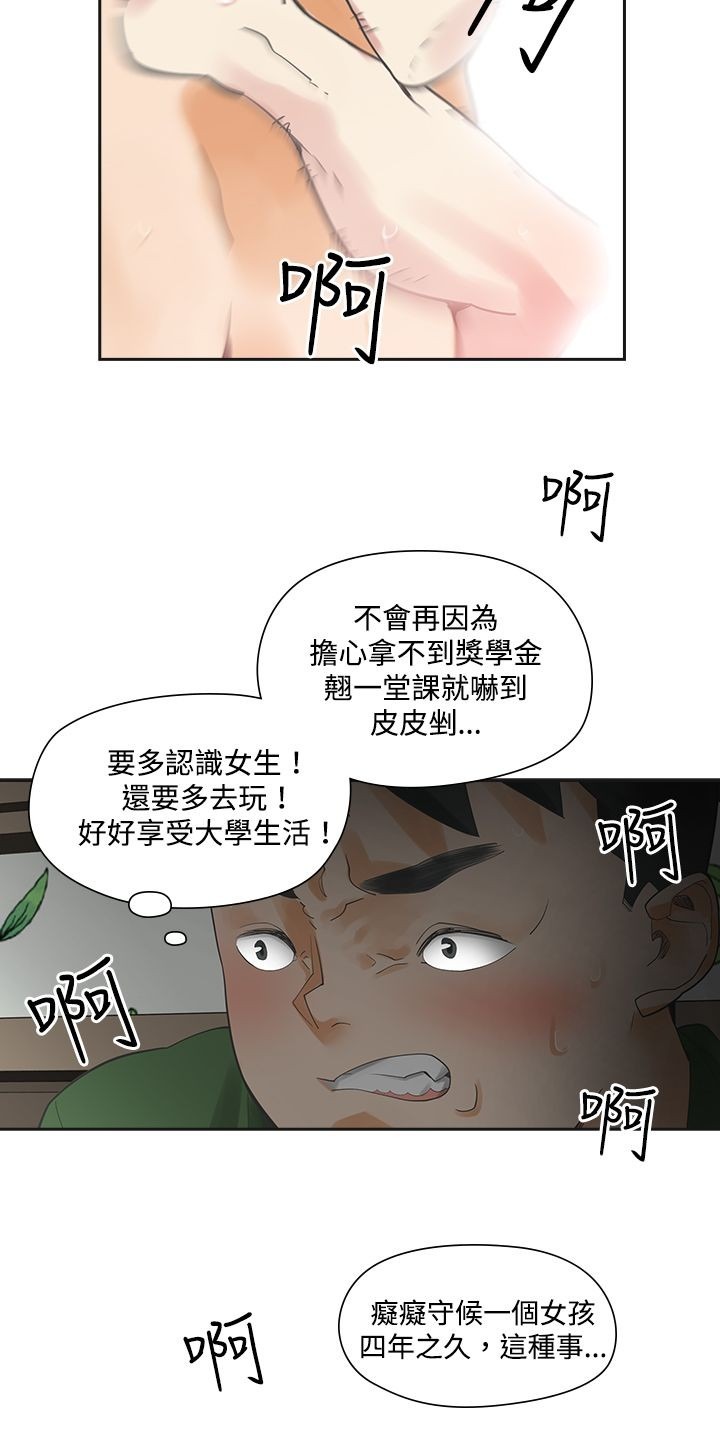 啊
啊
啊
不會再因為
擔心拿不到獎學金
翹一堂課就嚇到
皮皮剉…
要多認識女生！
還要多去玩！
好好享受大學生活！
啊
啊
啊
癡癡守候一個女孩
四年之久，這種事…
啊